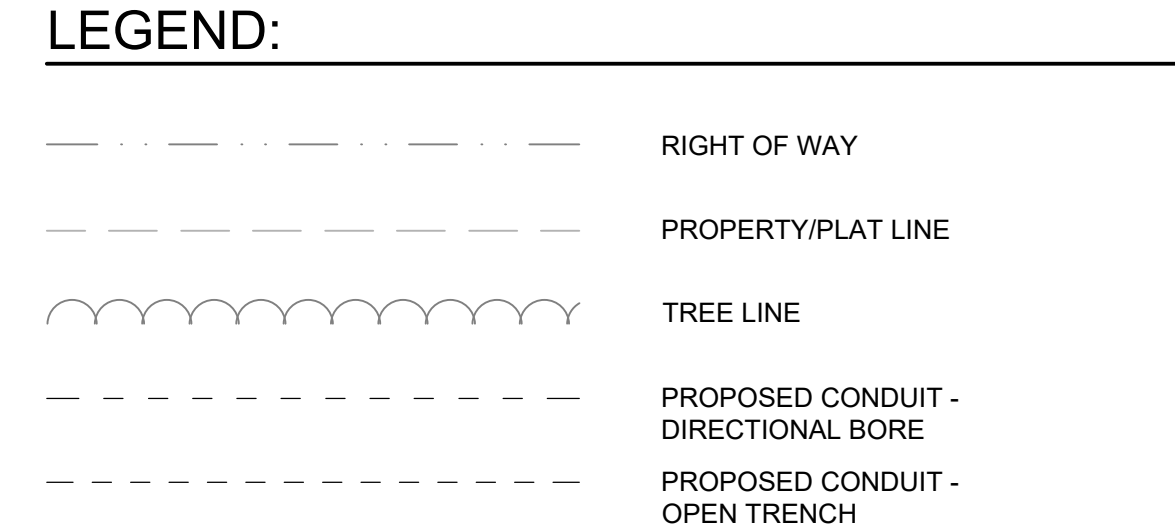 LEGEND:
RIGHT OF WAY
PROPERTY/PLAT LINE
TREE LINE
PROPOSED CONDUIT -
DIRECTIONAL BORE
PROPOSED CONDUIT -
OPEN TRENCH